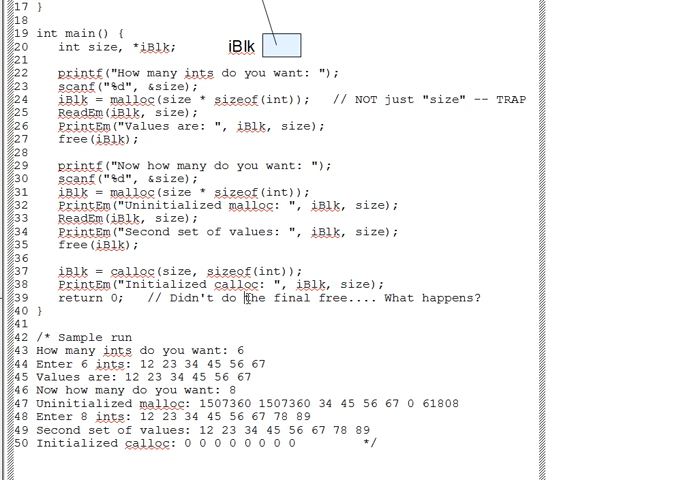 17 }
18
19 int main() {
20 int size, *iBlk; iBlk
21
22 printf("How many ints do you want: ");
23 scanf("%d", &size);
24 iBlk = malloc(size * sizeof(int)); // NOT just "size" -- TRAP
25 ReadEm(iBlk, size);
26 PrintEm("Values are: ", iBlk, size);
27 free(iBlk);
28
29 printf("Now how many do you want: ");
30 scanf("%d", &size);
31 iBlk = malloc(size * sizeof(int));
32 PrintEm("Uninitialized malloc: ", iBlk, size);
33 ReadEm(iBlk, size);
34 PrintEm("Second set of values: ", iBlk, size);
35 free(iBlk);
36
37 iBlk = calloc(size, sizeof(int));
38 PrintEm("Initialized calloc: ", iBlk, size);
39 return 0; // Didn't do the final free.... What happens?
40 }
41
42 /* Sample run
43 How many ints do you want: 6
44 Enter 6 ints: 12 23 34 45 56 67
45 Values are: 12 23 34 45 56 67
46 Now how many do you want: 8
47 Uninitialized malloc: 1507360 1507360 34 45 56 67 0 61808
48 Enter 8 ints: 12 23 34 45 56 67 78 89
49 Second set of values: 12 23 34 45 56 67 78 89
50 Initialized calloc: 0 0 0 0 0 0 0 0 */